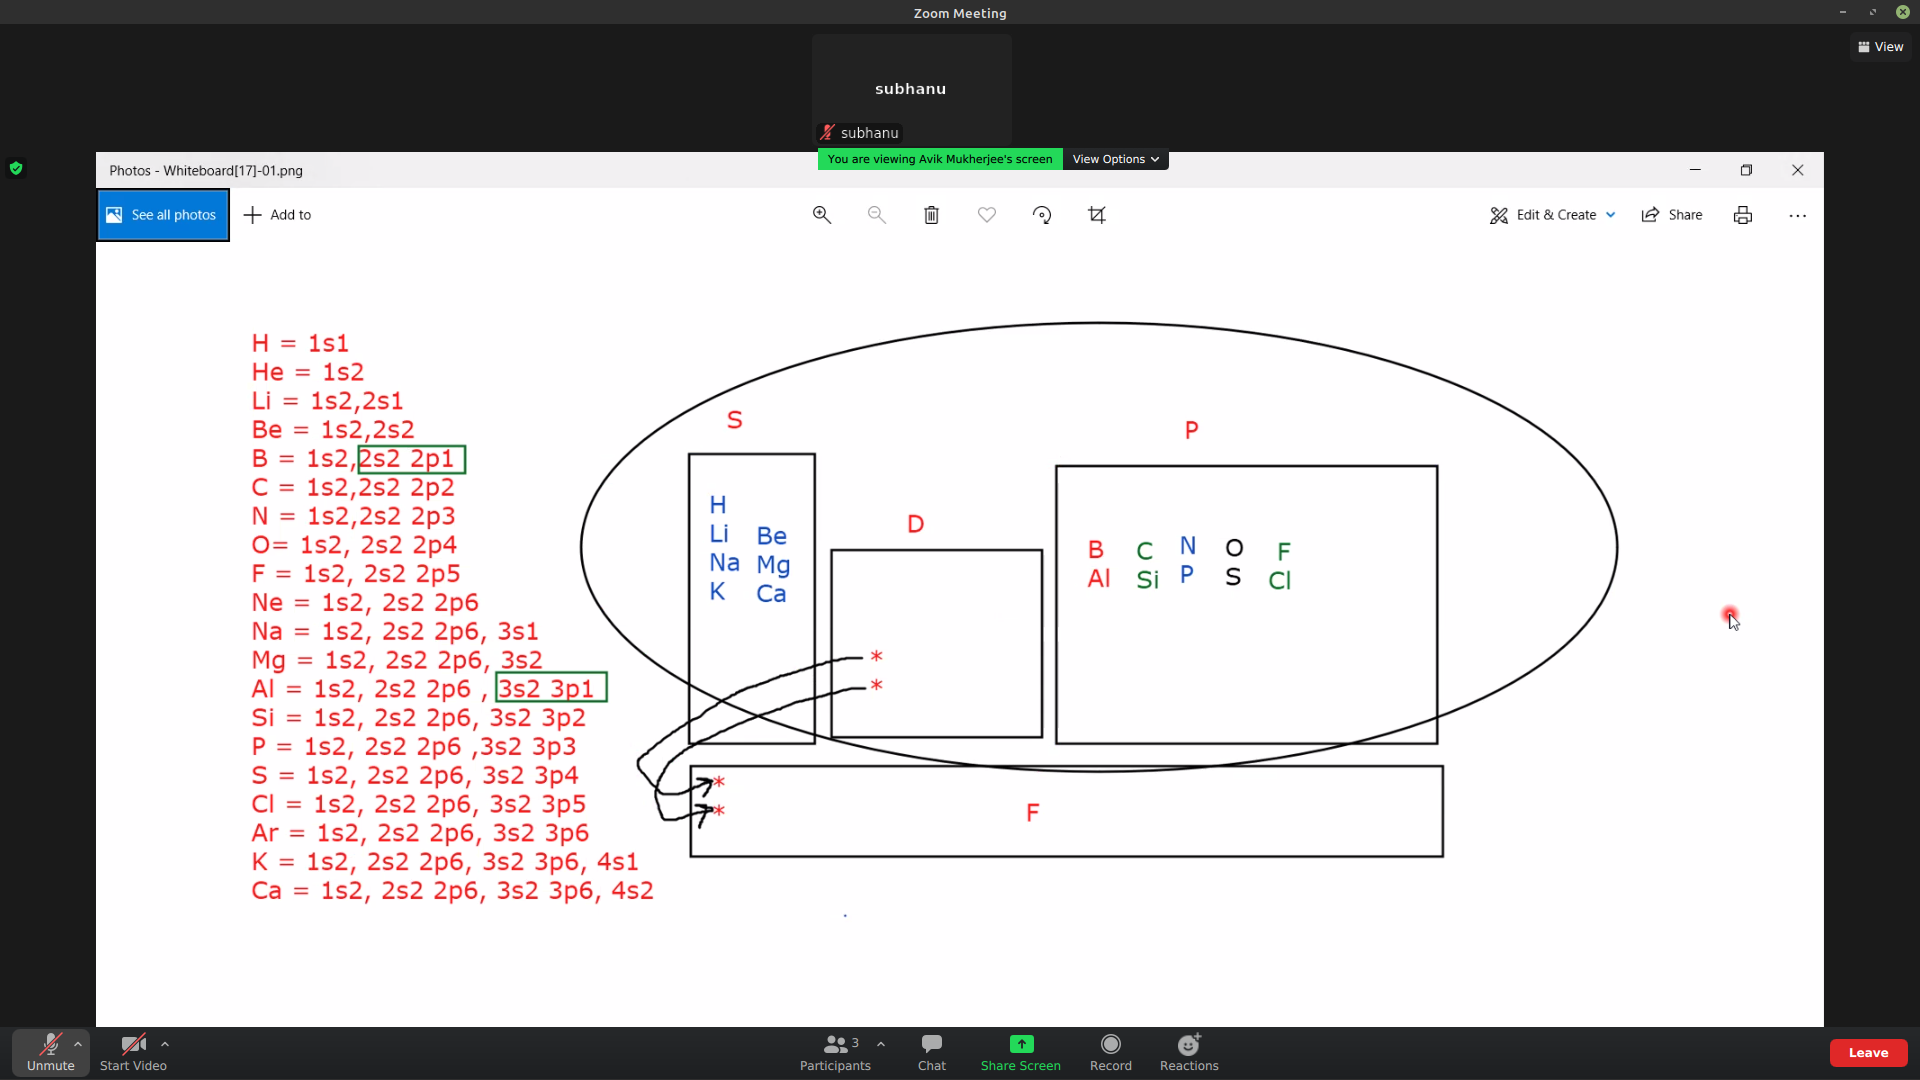 Zoom Meeting
View
subhanu
subhanu
You are viewing Avik Mukherjee's screen View Options
Photos - Whiteboard[17]-01.png
See all photos Add to Edit & Create Share
H = 1s1
He = 1s2
Li = 1s2,2s1
Be = 1s2,2s2
B = 1s2,2s2 2p1
C = 1s2,2s2 2p2
N = 1s2,2s2 2p3
O= 1s2, 2s2 2p4
F = 1s2, 2s2 2p5
Ne = 1s2, 2s2 2p6
Na = 1s2, 2s2 2p6, 3s1
Mg = 1s2, 2s2 2p6, 3s2
Al = 1s2, 2s2 2p6 , 3s2 3p1
Si = 1s2, 2s2 2p6, 3s2 3p2
P = 1s2, 2s2 2p6 ,3s2 3p3
S = 1s2, 2s2 2p6, 3s2 3p4
Cl = 1s2, 2s2 2p6, 3s2 3p5
Ar = 1s2, 2s2 2p6, 3s2 3p6
K = 1s2, 2s2 2p6, 3s2 3p6, 4s1
Ca = 1s2, 2s2 2p6, 3s2 3p6, 4s2
S
H
Li Be
Na Mg
K Ca
D
*
*
P
B C N O F
Al Si P S Cl
*
*
F
Unmute Start Video Participants 3 Chat Share Screen Record Reactions Leave